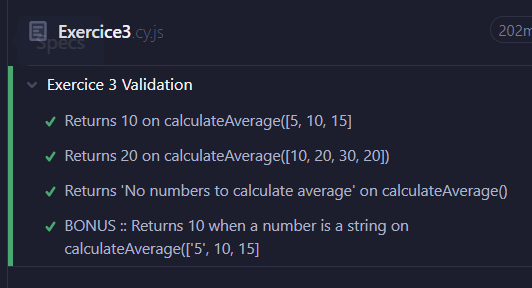 Exercice3.cy.js
202m
Specs
Exercice 3 Validation
Returns 10 on calculateAverage([5, 10, 15]
Returns 20 on calculateAverage([10, 20, 30, 20])
Returns 'No numbers to calculate average' on calculateAverage()
BONUS :: Returns 10 when a number is a string on
calculateAverage(['5', 10, 15]